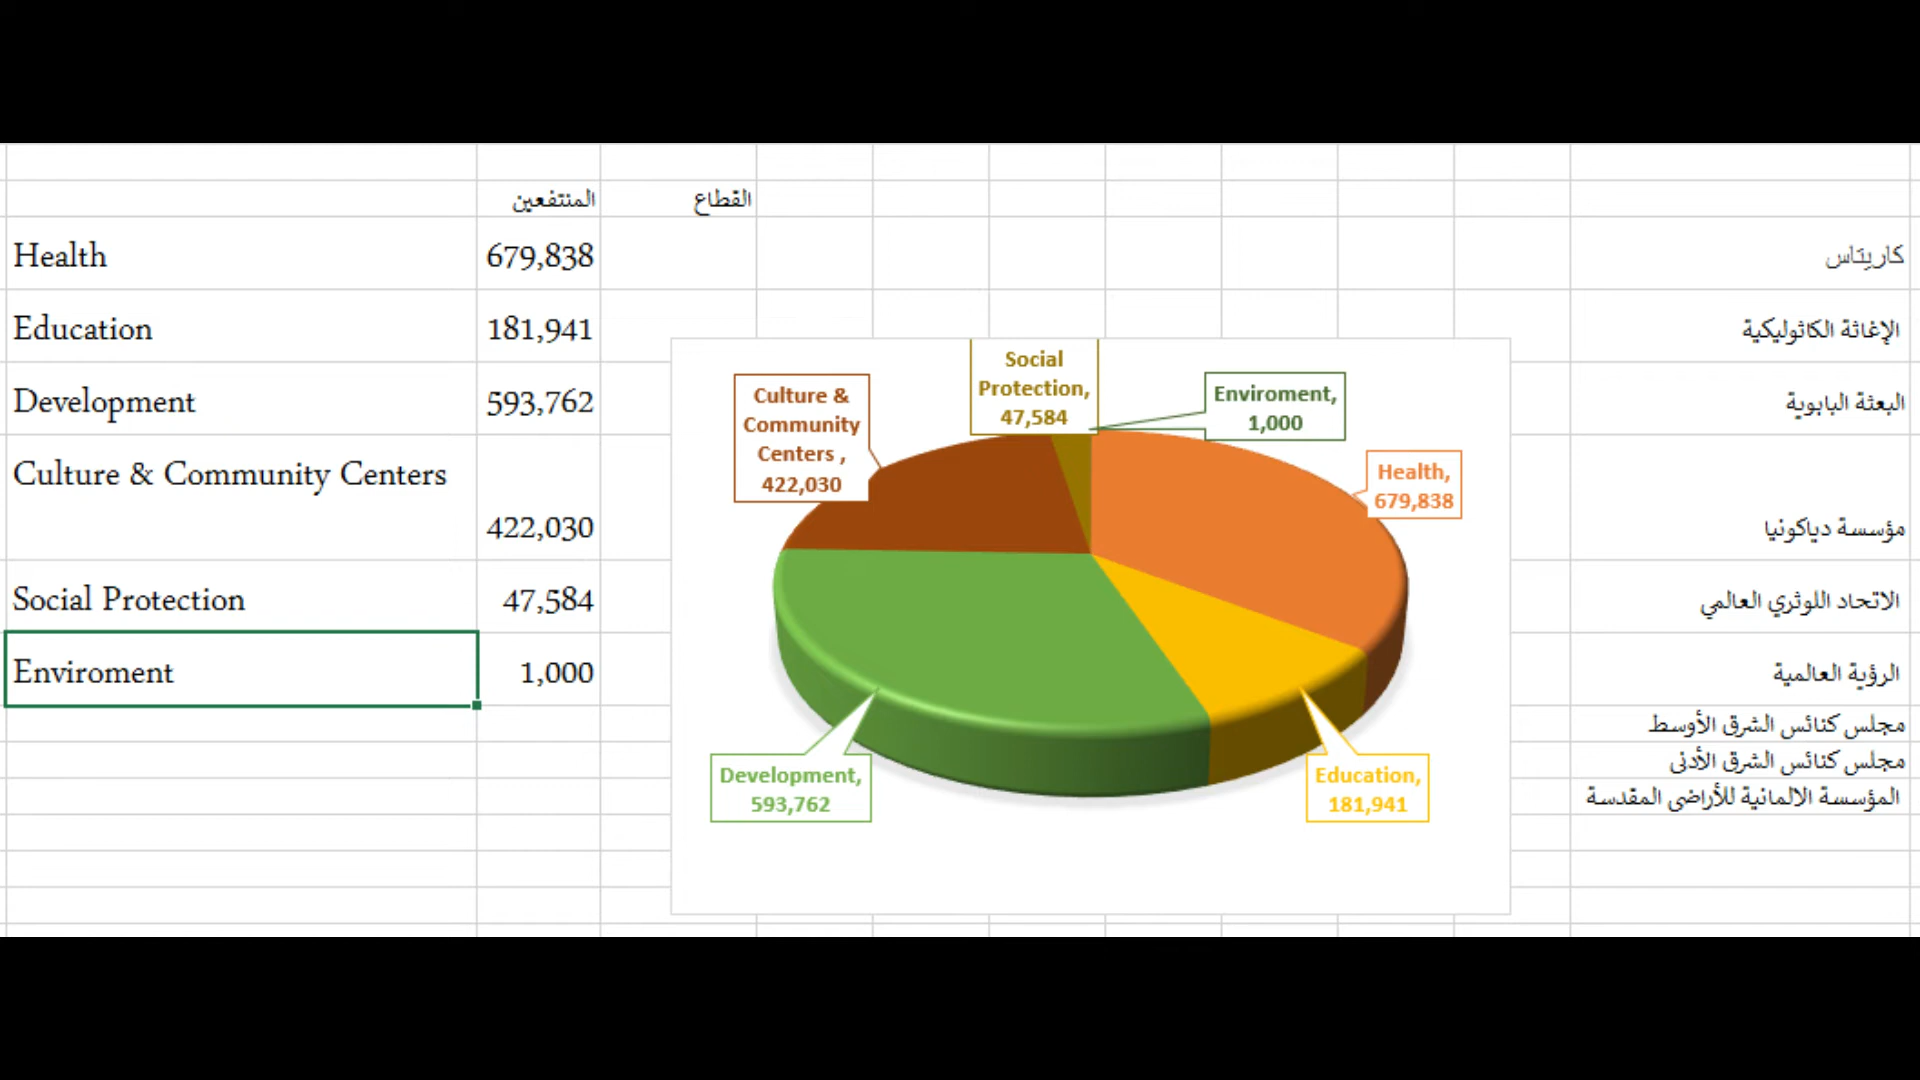 المنتفعين القطاع
Health 679,838
Education 181,941
Development 593,762
Culture & Community Centers
422,030
Social Protection 47,584
Enviroment 1,000
Culture &
Community
Centers ,
422,030
Social
Protection,
47,584
Enviroment,
1,000
Health,
679,838
Development,
593,762
Education,
181,941
كاريتاس
الإغاثة الكاثوليكية
البعثة البابوية
مؤسسة دياكونيا
الاتحاد اللوثري العالمي
الرؤية العالمية
مجلس كنائس الشرق الأوسط
مجلس كنائس الشرق الأدنى
المؤسسة الالمانية للأراضي المقدسة